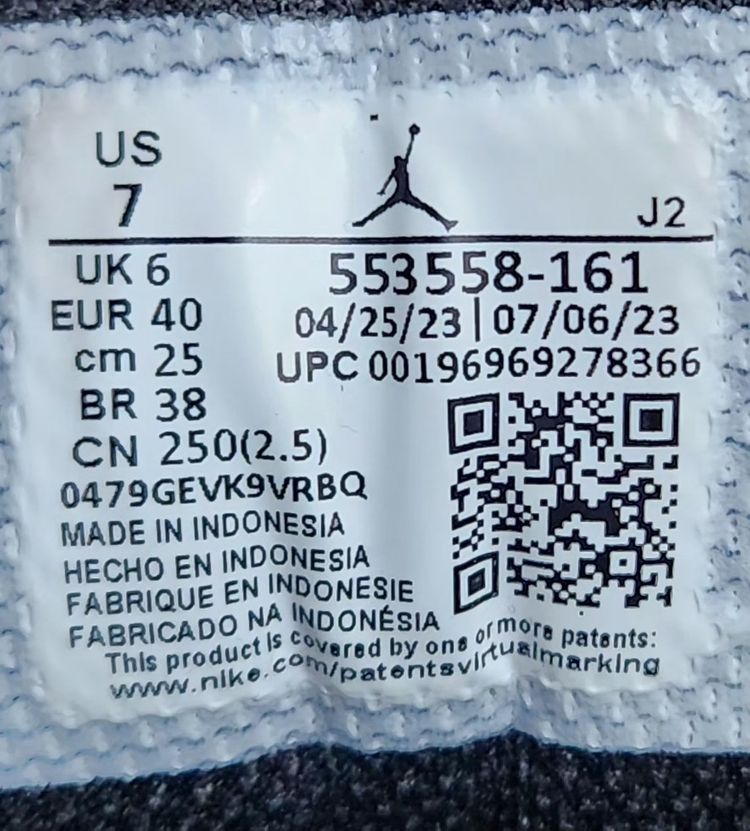 US
7
J2
UK 6
EUR 40
cm 25
BR 38
CN 250(2.5)
553558-161
04/25/23 | 07/06/23
UPC 00196969278366
0479GEVK9VRBQ
MADE IN INDONESIA
HECHO EN INDONESIA
FABRIQUE EN INDONESIE
FABRICADO NA INDONÉSIA
This product is covered by one or more patents:
www.nike.com/patentsvirtualmarking